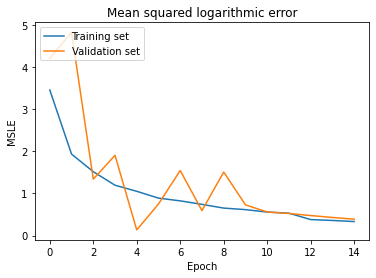 Mean squared logarithmic error
Training set
Validation set
MSLE
5
4
3
2
1
0
0 2 4 6 8 10 12 14
Epoch